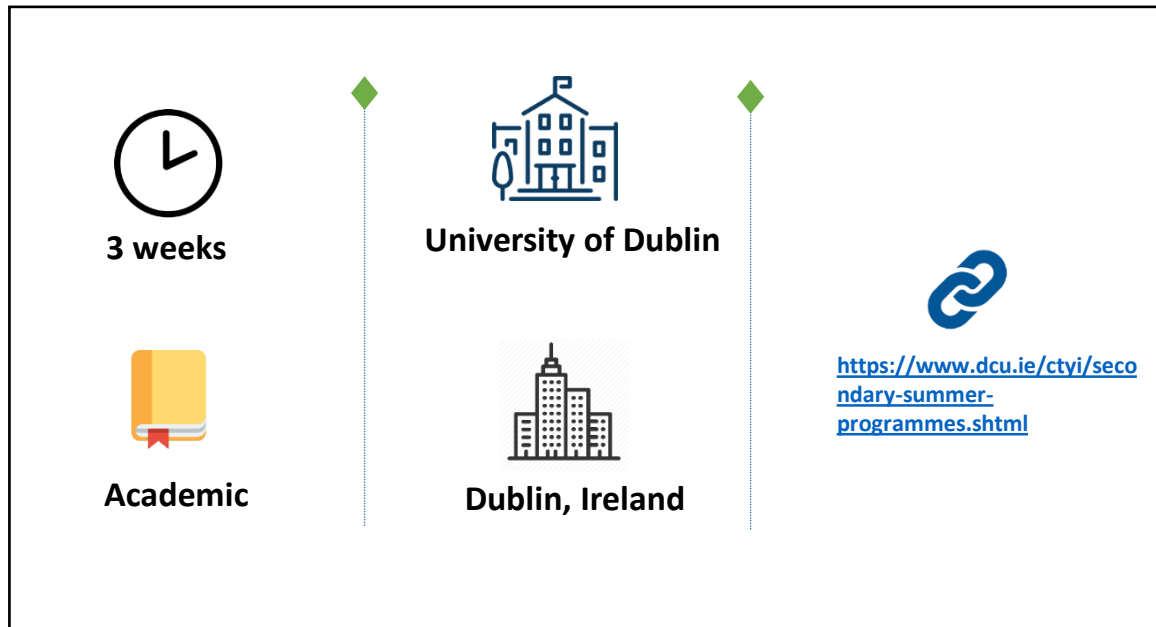 3 weeks
Academic
University of Dublin
Dublin, Ireland
https://www.dcu.ie/ctyi/seco
ndary-summer-
programmes.shtml